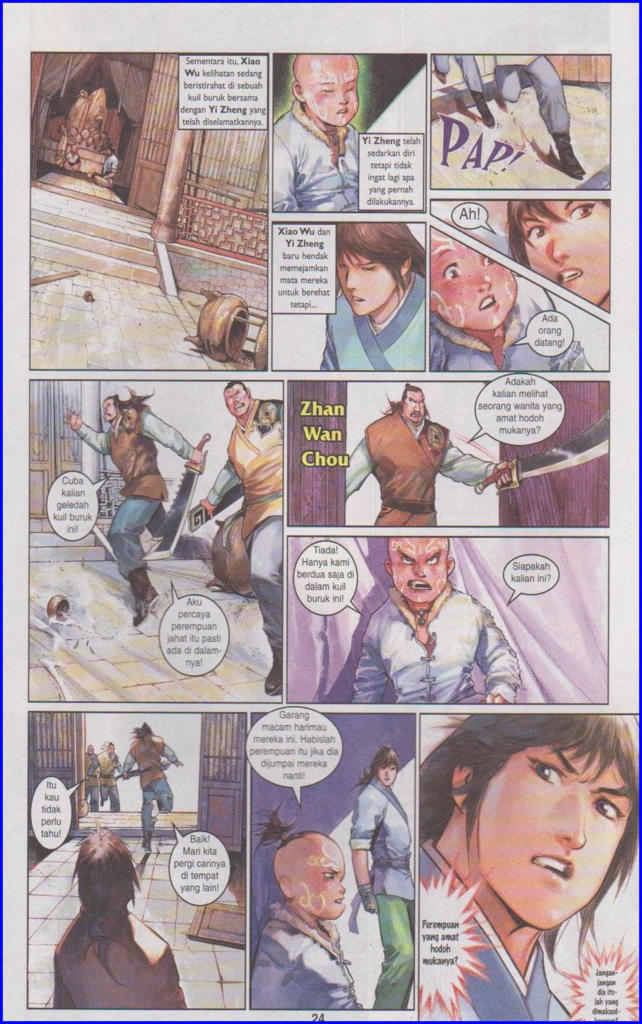 Sementara itu, Xiao
Wu kelihatan sedang
beristirahat di sebuah
kuil buruk bersama
dengan Yi Zheng yang
telah diselamatkannya.
Yi Zheng telah
sedarkan diri
tetapi tidak
ingat lagi apa
yang pernah
dilakukannya.
PAP!
Xiao Wu dan
Yi Zheng
baru hendak
memejamkan
mata mereka
untuk berehat
tetapi...
Ah!
Ada
orang
datang!
Cuba
kalian
geledah
kuil buruk
ini!
Aku
percaya
perempuan
jahat itu pasti
ada di dalam-
nya!
Zhan
Wan
Chou
Adakah
kalian melihat
seorang wanita yang
amat hodoh
mukanya?
Tiada!
Hanya kami
berdua saja di
dalam kuil
buruk ini!
Siapakah
kalian ini?
Itu
kau
tidak
perlu
tahu!
Baik!
Mari kita
pergi carinya
di tempat
yang lain!
Garang
macam harimau
mereka ini. Habislah
perempuan itu jika dia
dijumpai mereka
nanti!
Perempuan
yang amat
hodoh
mukanya?
Jangan-
jangan
dia itu-
lah yang
24